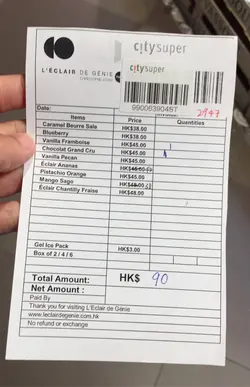 citysuper
L'ÉCLAIR DE GÉNIE
citysuper
990063904ST
2747
Date:
Items Price Quantities
Caramel Beurre Sale HK$38.00
Blueberry HK$38.00
Vanilla Framboise HK$45.00
Chocolat Grand Cru HK$45.00
Vanilla Pecan HK$45.00
Eclair Ananas
Pistachio Orange HK$45.00
Mango Sago
Eclair Chantilly Fraise HK$48.00
Gel Ice Pack HK$3.00
Box of 2 / 4 / 6
Total Amount: HK$ 90
Net Amount :
Paid By
Thank you for visiting L'Eclair de Génie
www.leclairdegenie.com.hk
No refund or exchange